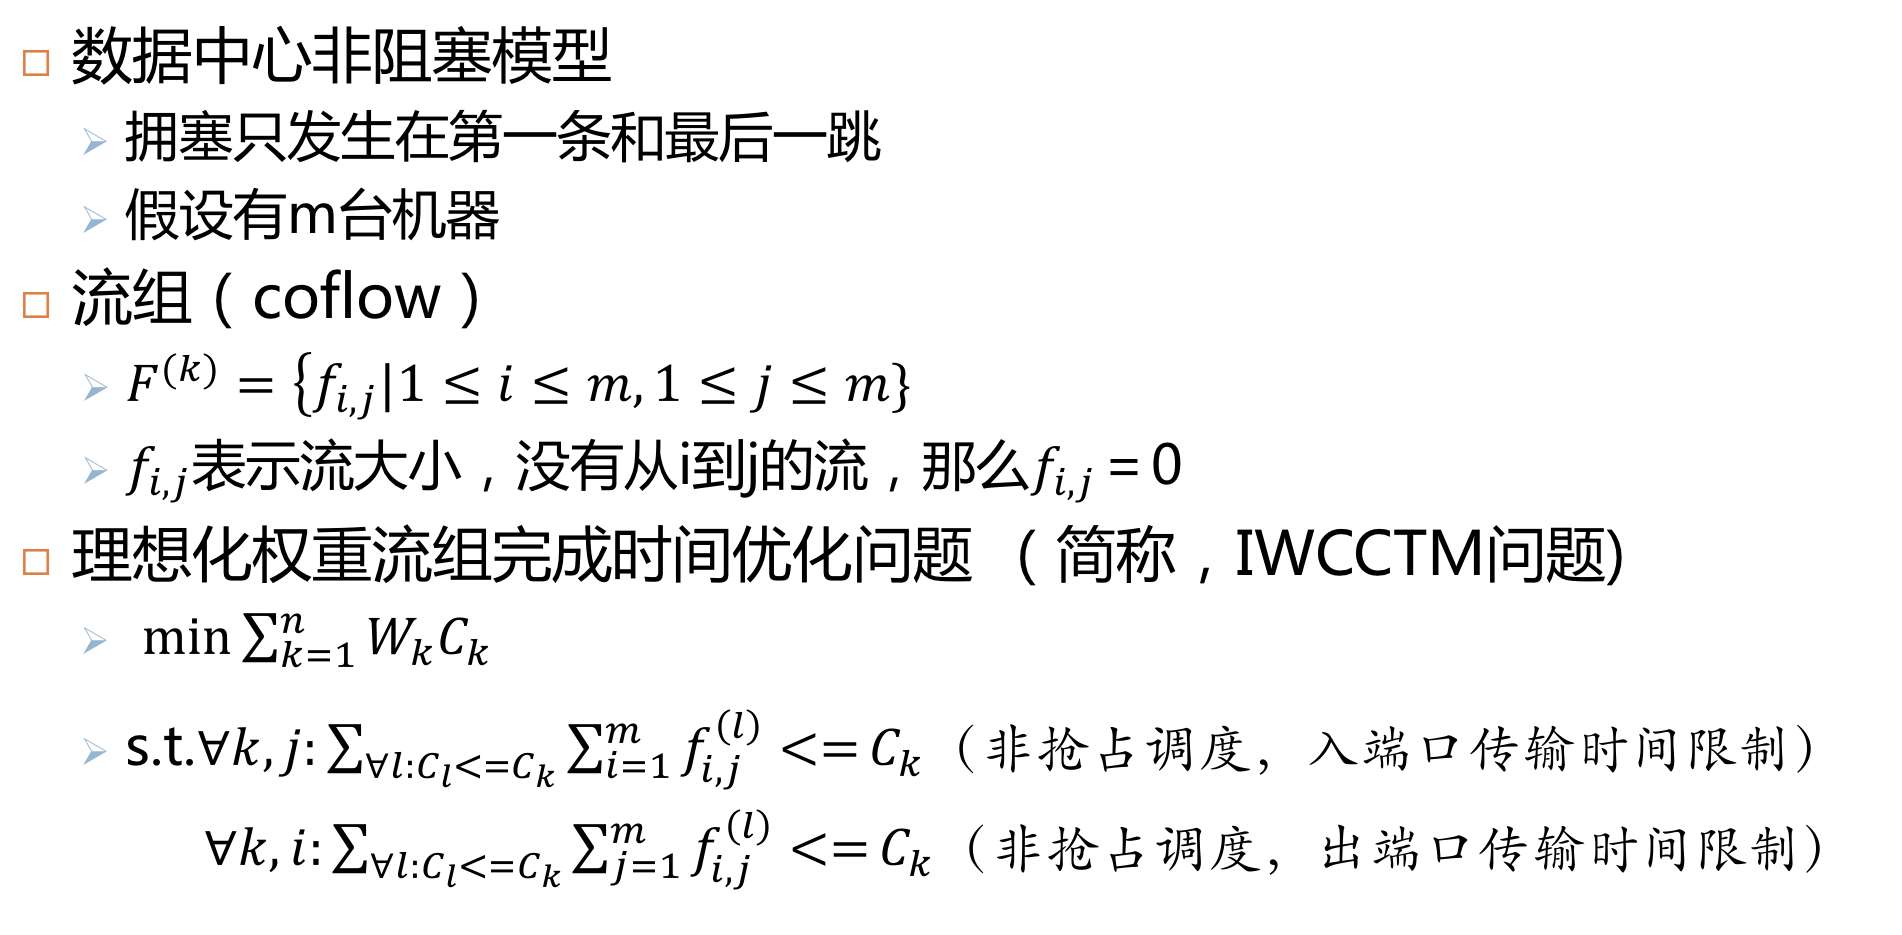 数据中心非阻塞模型
拥塞只发生在第一条和最后一跳
假设有m台机器
流组（coflow）
F^{(k)} = {f_{i,j}|1 ≤ i ≤ m, 1 ≤ j ≤ m}
f_{i,j}表示流大小，没有从i到j的流，那么f_{i,j} = 0
理想化权重流组完成时间优化问题 （简称，IWCCTM问题)
min ∑_{k=1}^{n} W_k C_k
s.t.∀k, j: ∑_{∀l:C_l<=C_k} ∑_{i=1}^{m} f_{i,j}^{(l)} <= C_k（非抢占调度，入端口传输时间限制）
∀k, i: ∑_{∀l:C_l<=C_k} ∑_{j=1}^{m} f_{i,j}^{(l)} <= C_k（非抢占调度，出端口传输时间限制）